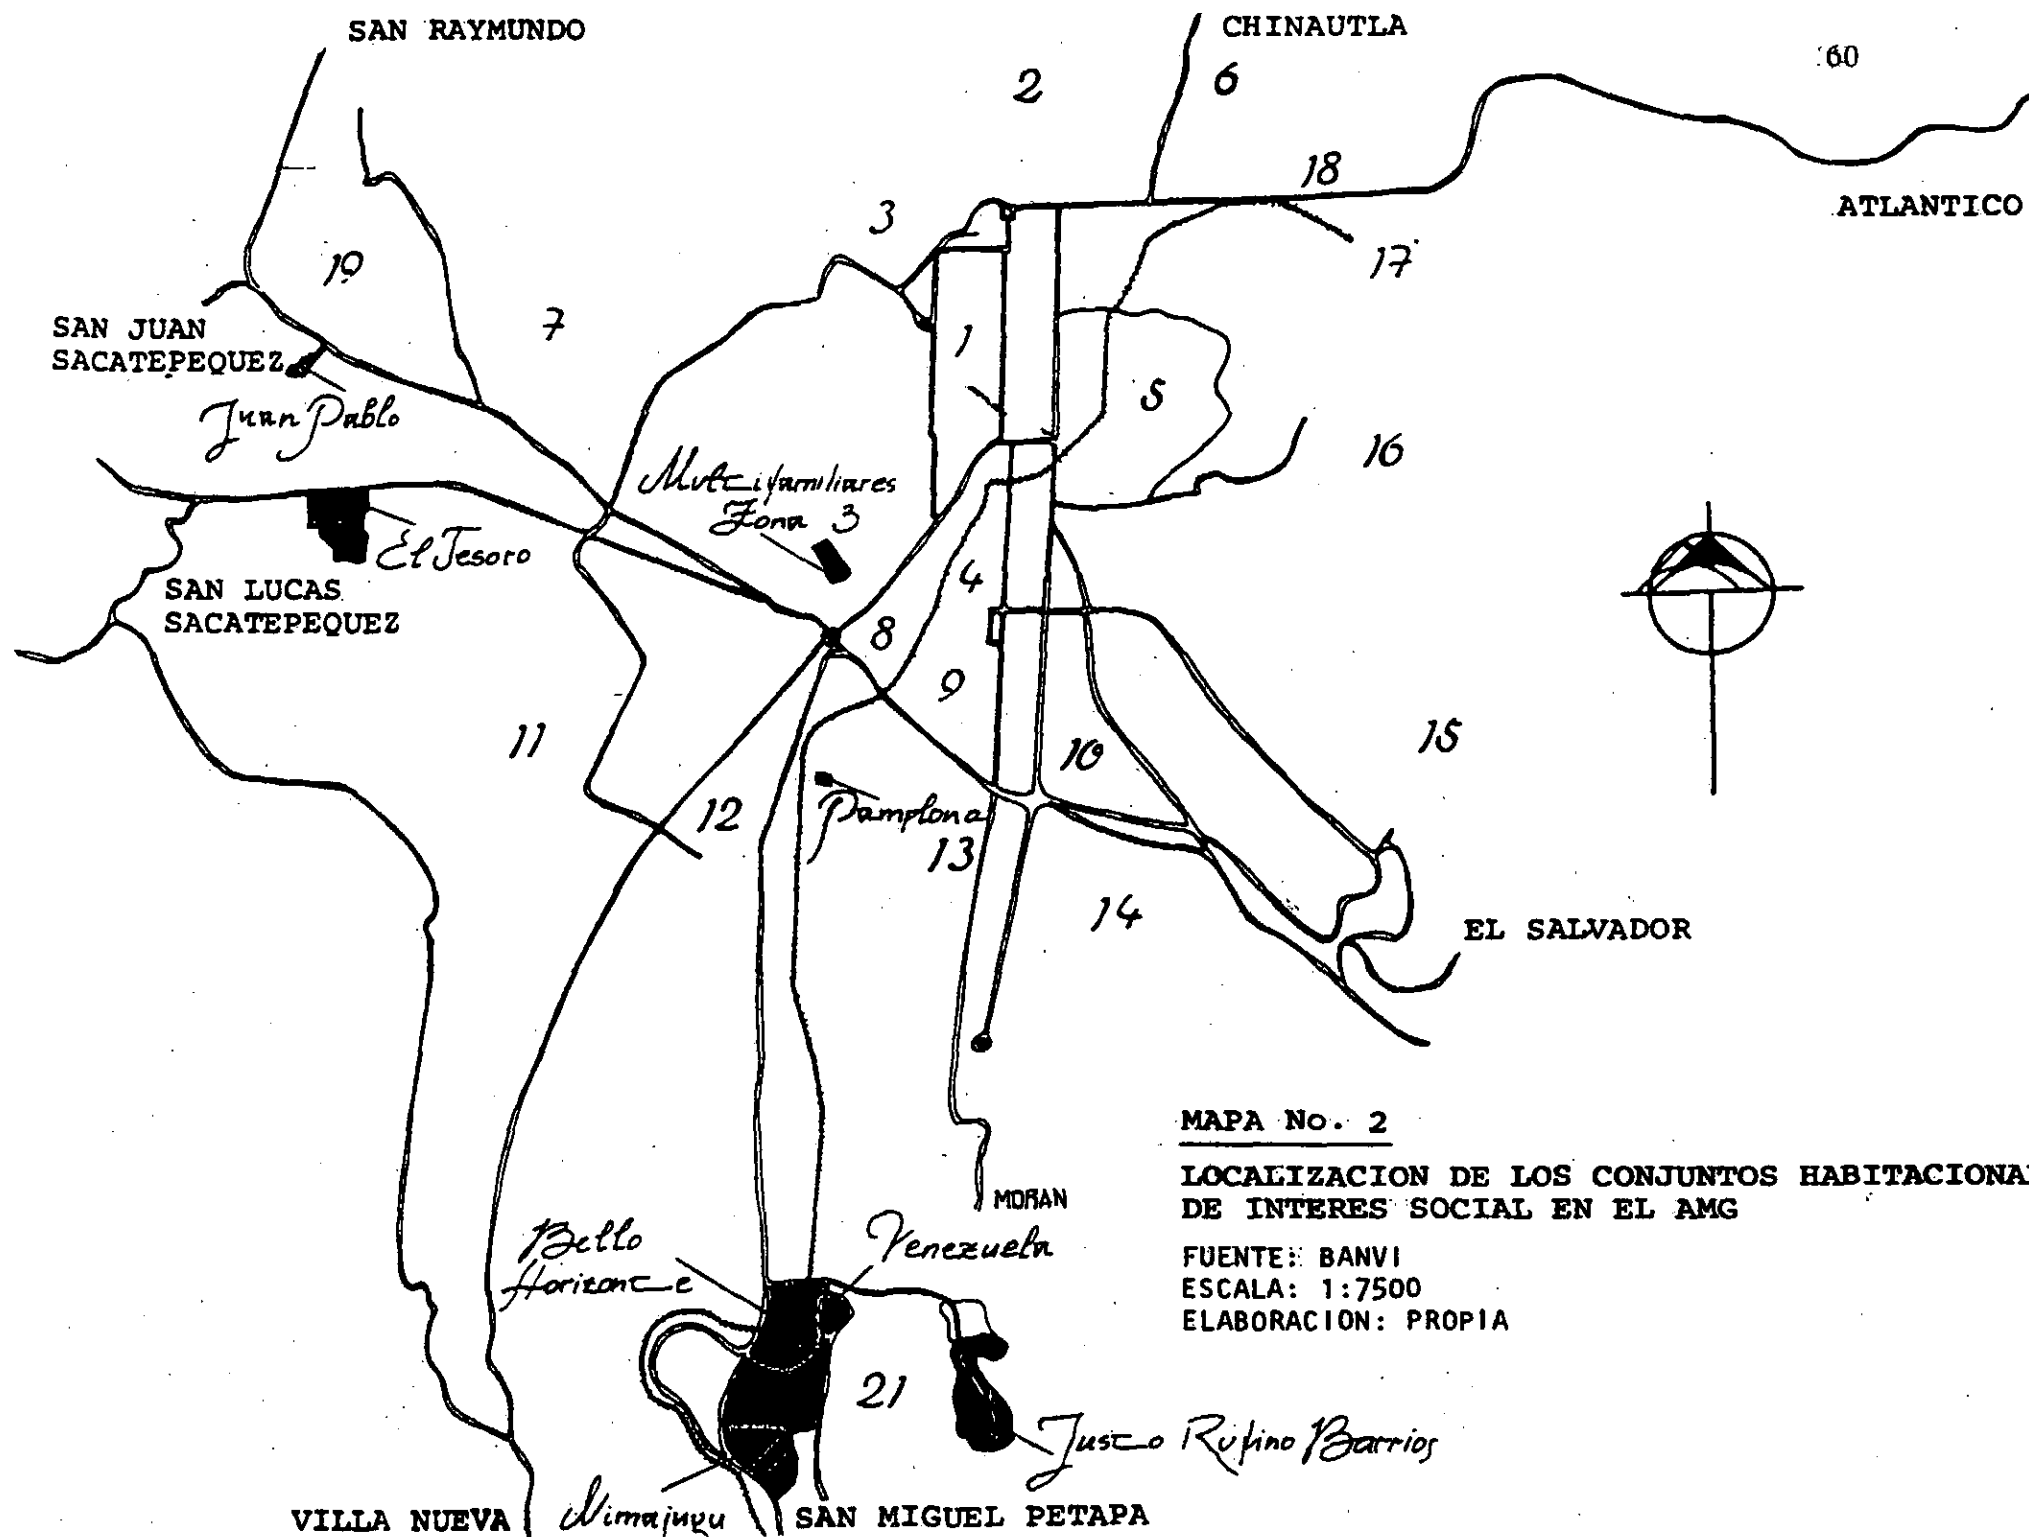 SAN RAYMUNDO
CHINAUTLA
60
2
6
18
ATLANTICO
3
17
19
7
SAN JUAN
SACATEPEQUEZ
1
5
Juan Pablo
16
Multifamiliares
Zona 3
El Tesoro
4
SAN LUCAS
SACATEPEQUEZ
8
9
11
10
15
12
Pamplona
13
14
EL SALVADOR
MAPA No. 2
LOCALIZACION DE LOS CONJUNTOS HABITACIONA
DE INTERES SOCIAL EN EL AMG
MORAN
Bello
Horizonte
Venezuela
FUENTE: BANVI
ESCALA: 1:7500
ELABORACION: PROPIA
21
Justo Rufino Barrios
VILLA NUEVA
Nimajuyu
SAN MIGUEL PETAPA